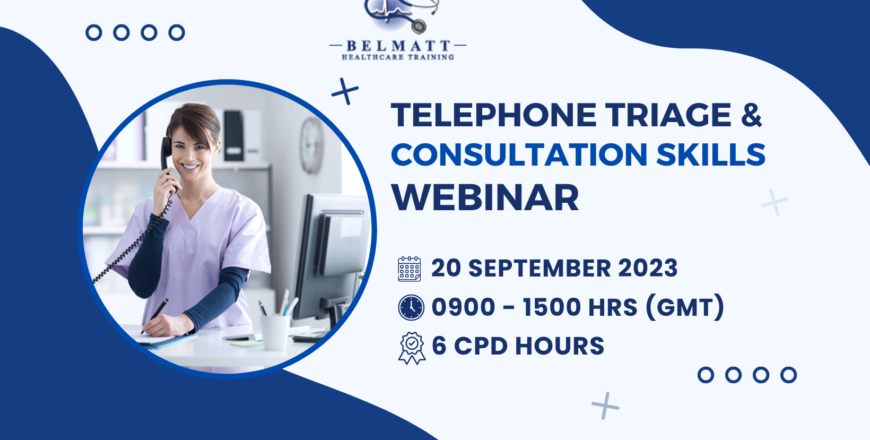 BELMATT
HEALTHCARE TRAINING
TELEPHONE TRIAGE &
CONSULTATION SKILLS
WEBINAR
20 SEPTEMBER 2023
0900 - 1500 HRS (GMT)
6 CPD HOURS